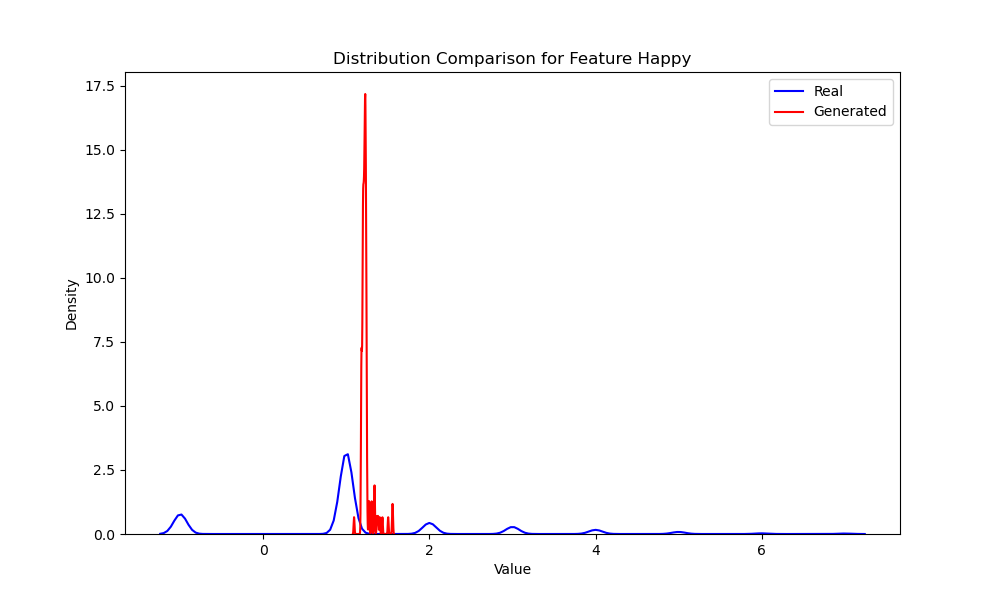 Distribution Comparison for Feature Happy
Real
Generated
17.5
15.0
12.5
10.0
7.5
5.0
2.5
0.0
Density
0 2 4 6
Value